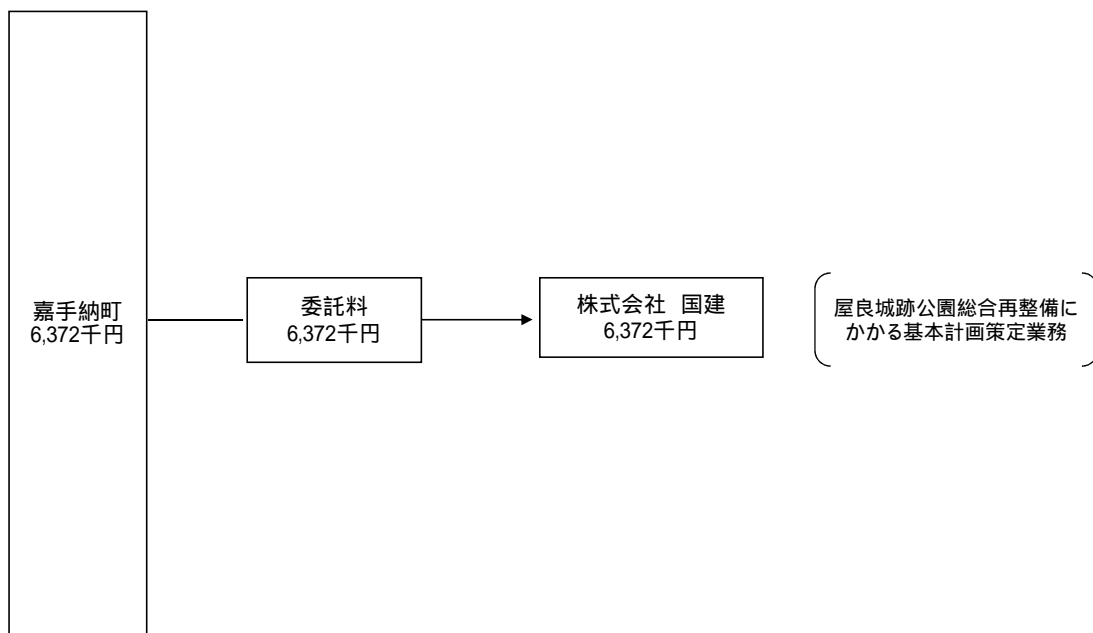 嘉手納町
6,372千円
委託料
6,372千円
株式会社 国建
6,372千円
屋良城跡公園総合再整備に
かかる基本計画策定業務